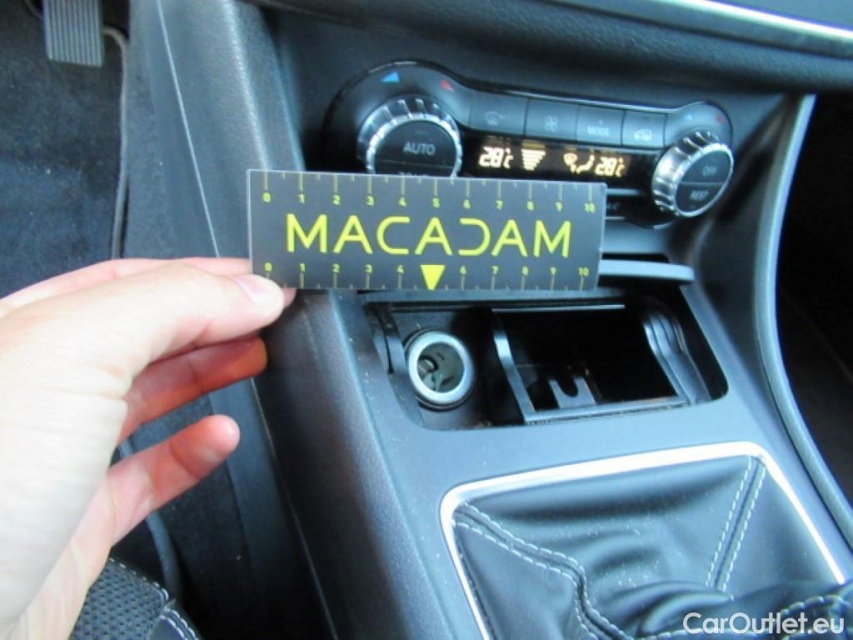 AUTO
28°c
28°c
MODE
OFF
REST
0 1 2 3 4 5 6 7 8 9 10
MACADAM
0 1 2 3 4 6 7 8 9 10
CarOutlet.eu